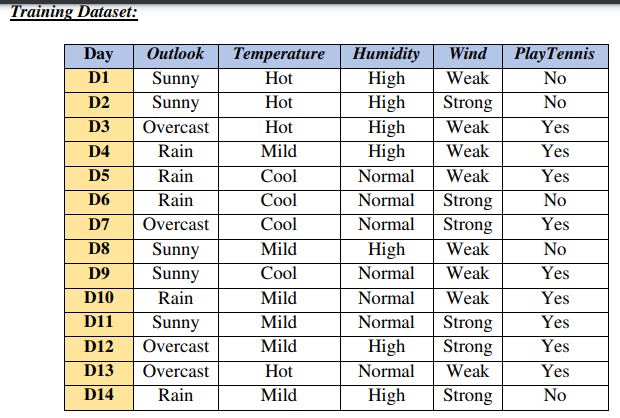 Training Dataset:
Day Outlook Temperature Humidity Wind PlayTennis
D1 Sunny Hot High Weak No
D2 Sunny Hot High Strong No
D3 Overcast Hot High Weak Yes
D4 Rain Mild High Weak Yes
D5 Rain Cool Normal Weak Yes
D6 Rain Cool Normal Strong No
D7 Overcast Cool Normal Strong Yes
D8 Sunny Mild High Weak No
D9 Sunny Cool Normal Weak Yes
D10 Rain Mild Normal Weak Yes
D11 Sunny Mild Normal Strong Yes
D12 Overcast Mild High Strong Yes
D13 Overcast Hot Normal Weak Yes
D14 Rain Mild High Strong No